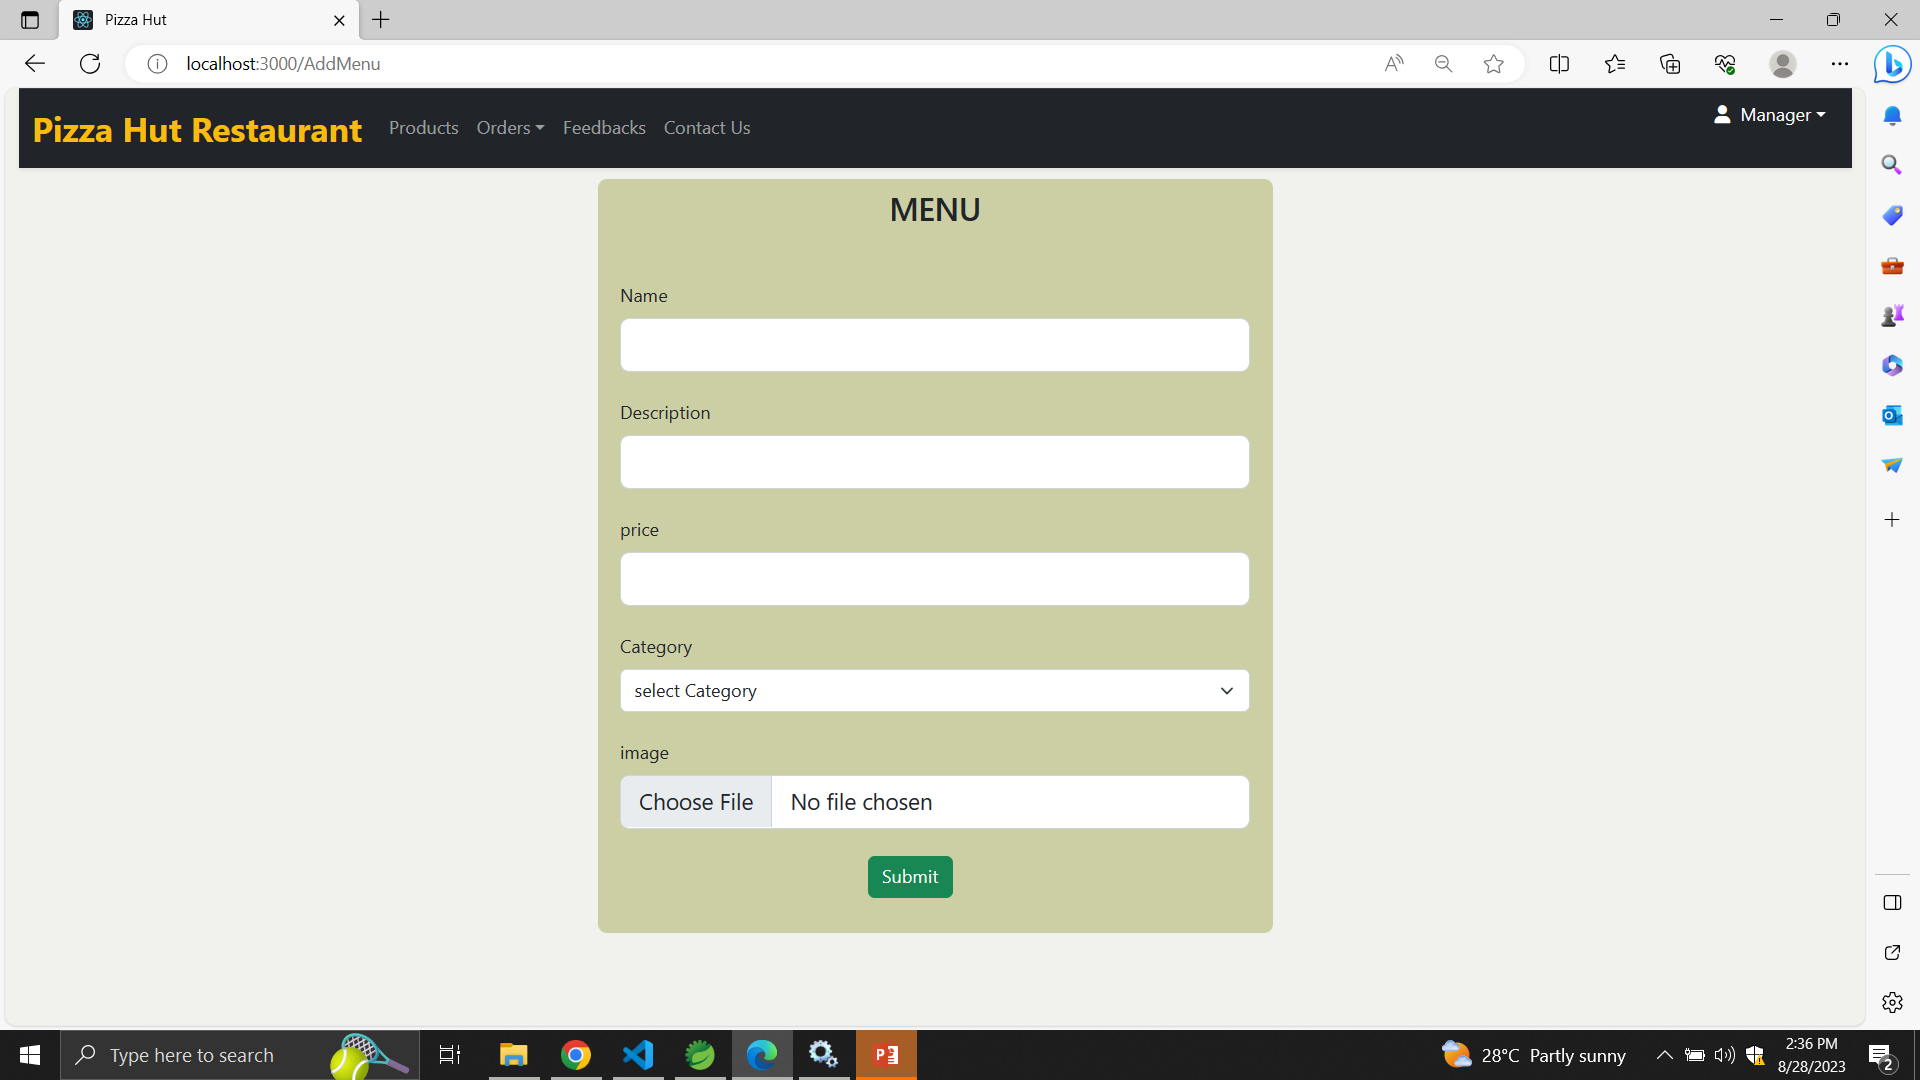 Pizza Hut
localhost:3000/AddMenu
Pizza Hut Restaurant Products Orders Feedbacks Contact Us Manager
MENU
Name
Description
price
Category
select Category
image
Choose File No file chosen
Submit
Type here to search
28°C Partly sunny
2:36 PM
8/28/2023
2